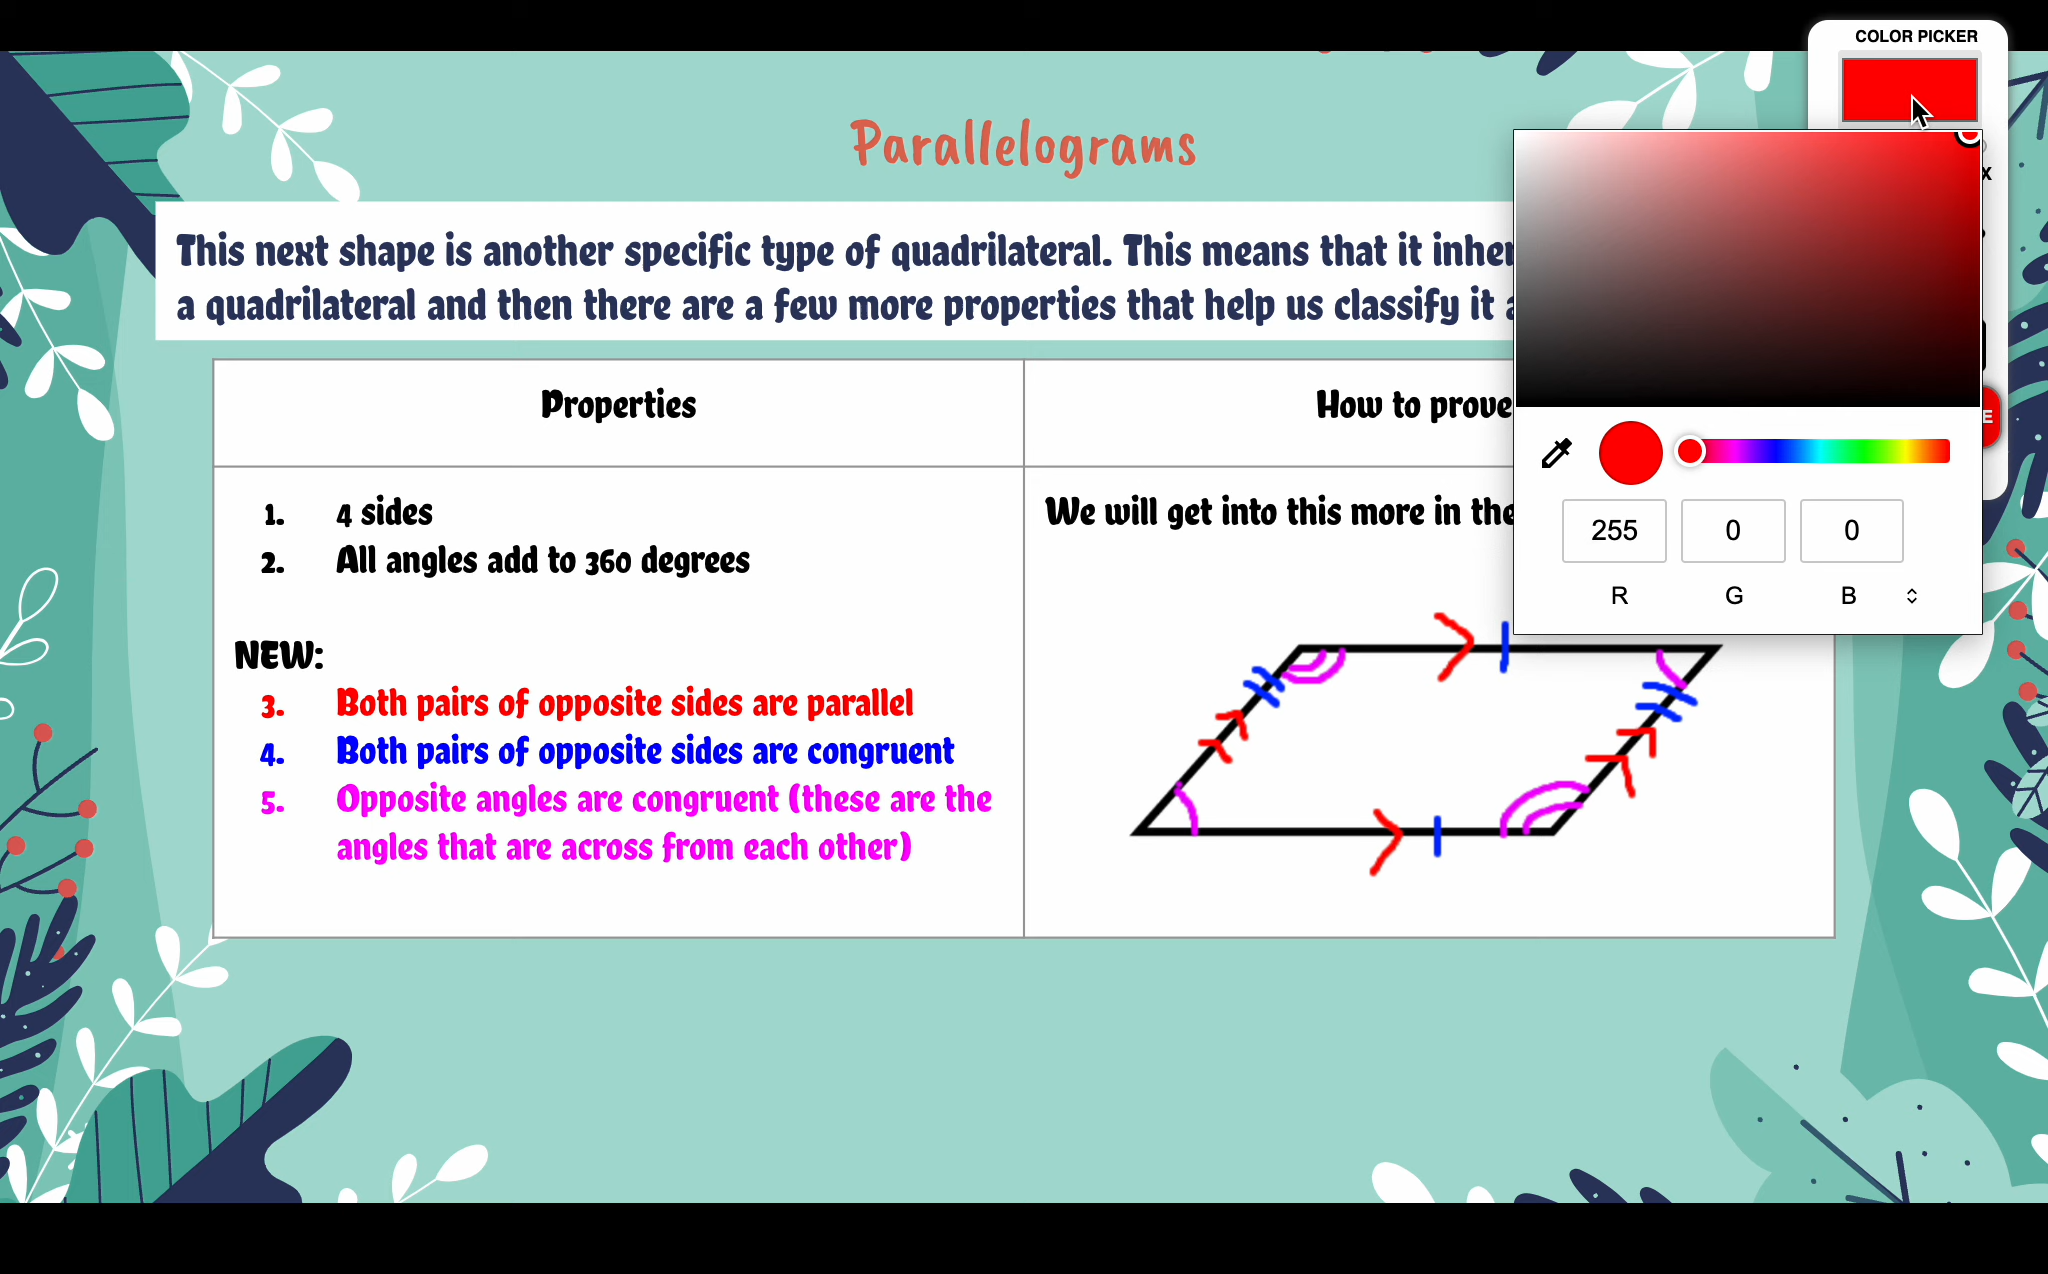 COLOR PICKER
Parallelograms
This next shape is another specific type of quadrilateral. This means that it
a quadrilateral and then there are a few more properties that help us classify it
Properties
How to prove
1. 4 sides
2. All angles add to 360 degrees
NEW:
3. Both pairs of opposite sides are parallel
4. Both pairs of opposite sides are congruent
5. Opposite angles are congruent (these are the
angles that are across from each other)
We will get into this more in the
255 0 0
R G B